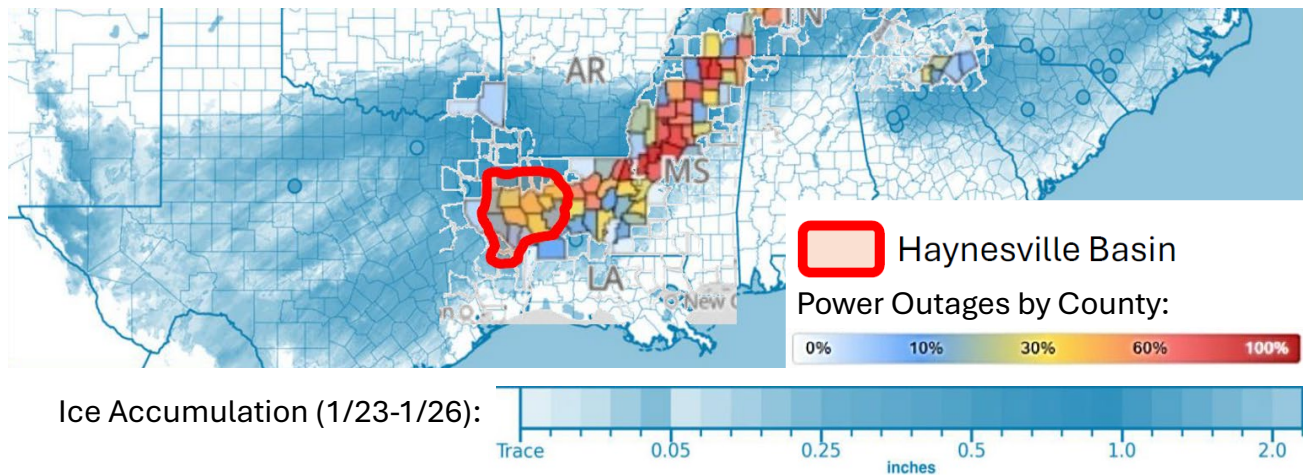 TN
AR
MS
LA
New
Haynesville Basin
Power Outages by County:
0% 10% 30% 60% 100%
Ice Accumulation (1/23-1/26):
Trace 0.05 0.25 0.5 1.0 2.0
inches